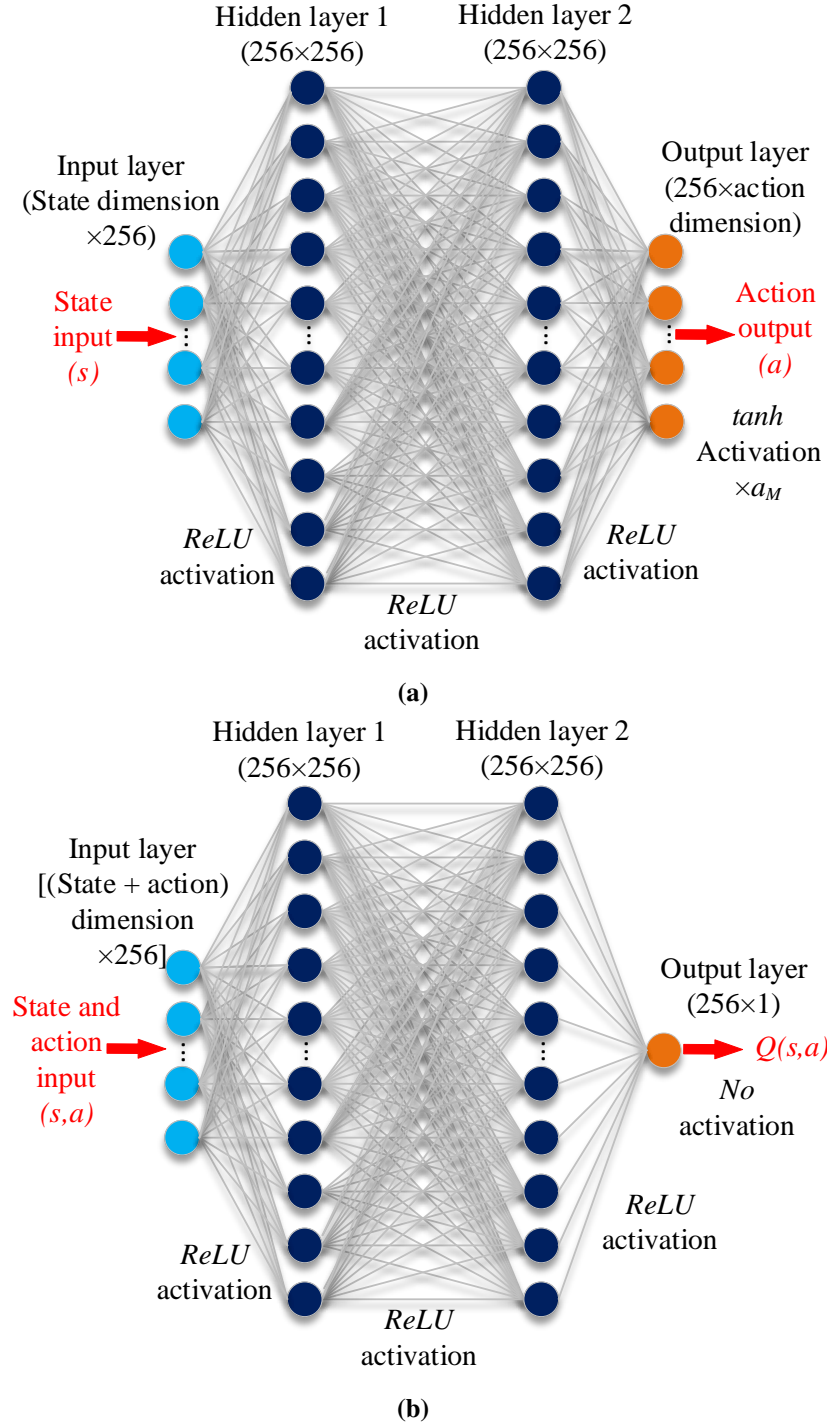 Hidden layer 1
(256×256)
Hidden layer 2
(256×256)
Input layer
(State dimension
×256)
Output layer
(256×action
dimension)
State
input
(s)
Action
output
(a)
tanh
Activation
×a_M
ReLU
activation
ReLU
activation
ReLU
activation
(a)
Hidden layer 1
(256×256)
Hidden layer 2
(256×256)
Input layer
[(State + action)
dimension
×256]
Output layer
(256×1)
State and
action
input
(s,a)
Q(s,a)
No
activation
ReLU
activation
ReLU
activation
ReLU
activation
(b)